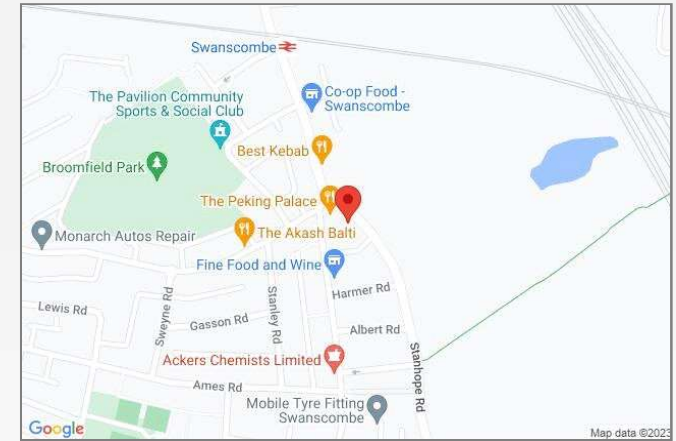 Swanscombe
The Pavilion Community
Sports & Social Club
Co-op Food -
Swanscombe
Best Kebab
Broomfield Park
The Peking Palace
Monarch Autos Repair
The Akash Balti
Fine Food and Wine
Lewis Rd
Sweyne Rd
Gasson Rd
Stanley Rd
Harmer Rd
Albert Rd
Stanhope Rd
Ackers Chemists Limited
Ames Rd
Mobile Tyre Fitting
Swanscombe
Google
Map data ©2023